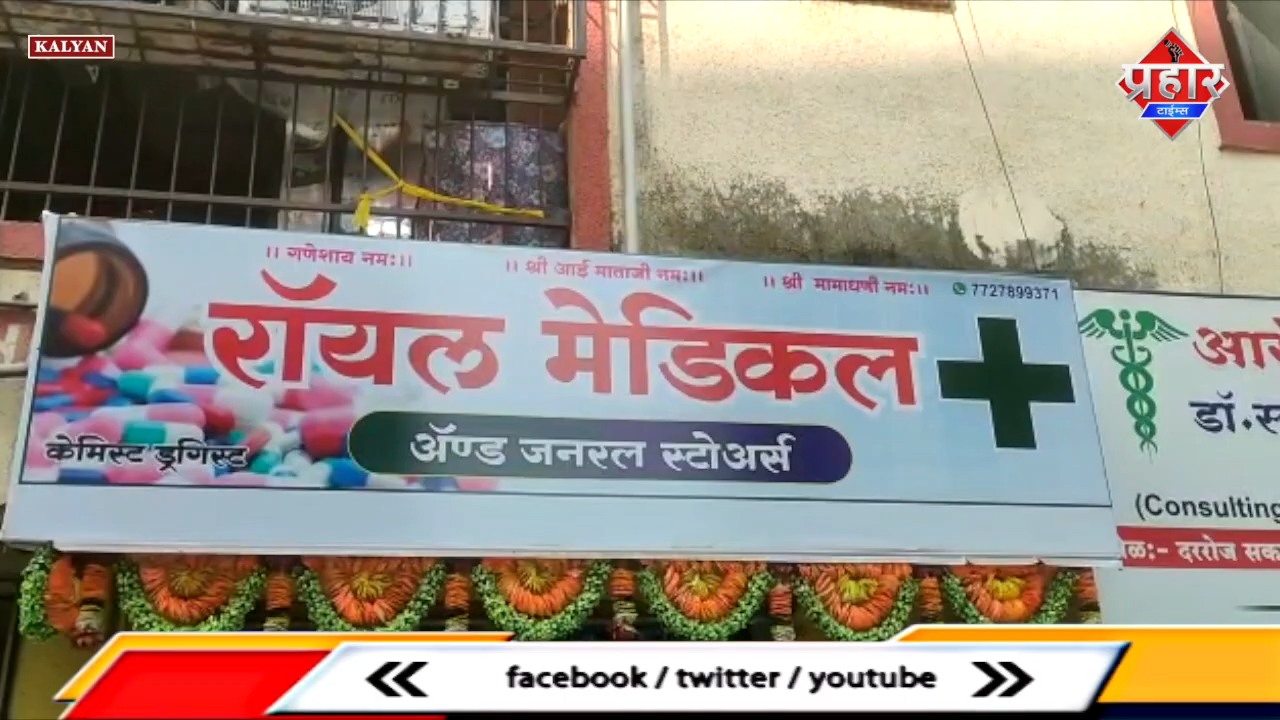 KALYAN
प्रहार
टाईम्स
।। गणेशाय नमः।।
।। श्री आई माताजी नमः।।
।। श्री मामाधणी नमः।।
7727899371
रॉयल मेडिकल
ॲण्ड जनरल स्टोअर्स
केमिस्ट ड्रगिस्ट
डॉ.स
(Consulting
दररोज
facebook / twitter / youtube